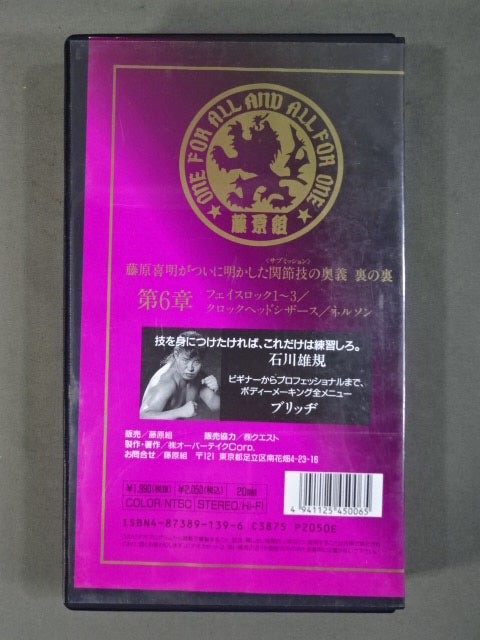 ONE FOR ALL AND ALL FOR ONE
藤原組
〈サブミッション〉
藤原喜明がついに明かした関節技の奥義 裏の裏
第6章 フェイスロック1〜3/
クロックヘッドシザース/ネルソン
技を身につけたければ、これだけは練習しろ。
石川雄規
ビギナーからプロフェッショナルまで、
ボディーメーキング全メニュー
ブリッヂ
販売/藤原組 販売協力/㈱クエスト
製作・著作/㈱オーバーテイクCorp.
お問合せ/藤原組 〒121 東京都足立区南花畑4-23-16
¥1,990(税抜) ¥2,050(税込) 20min
COLOR/NTSC STEREO/HI-FI
4 941125 450065
ISBN4-87389-139-6 C3875 P2050E